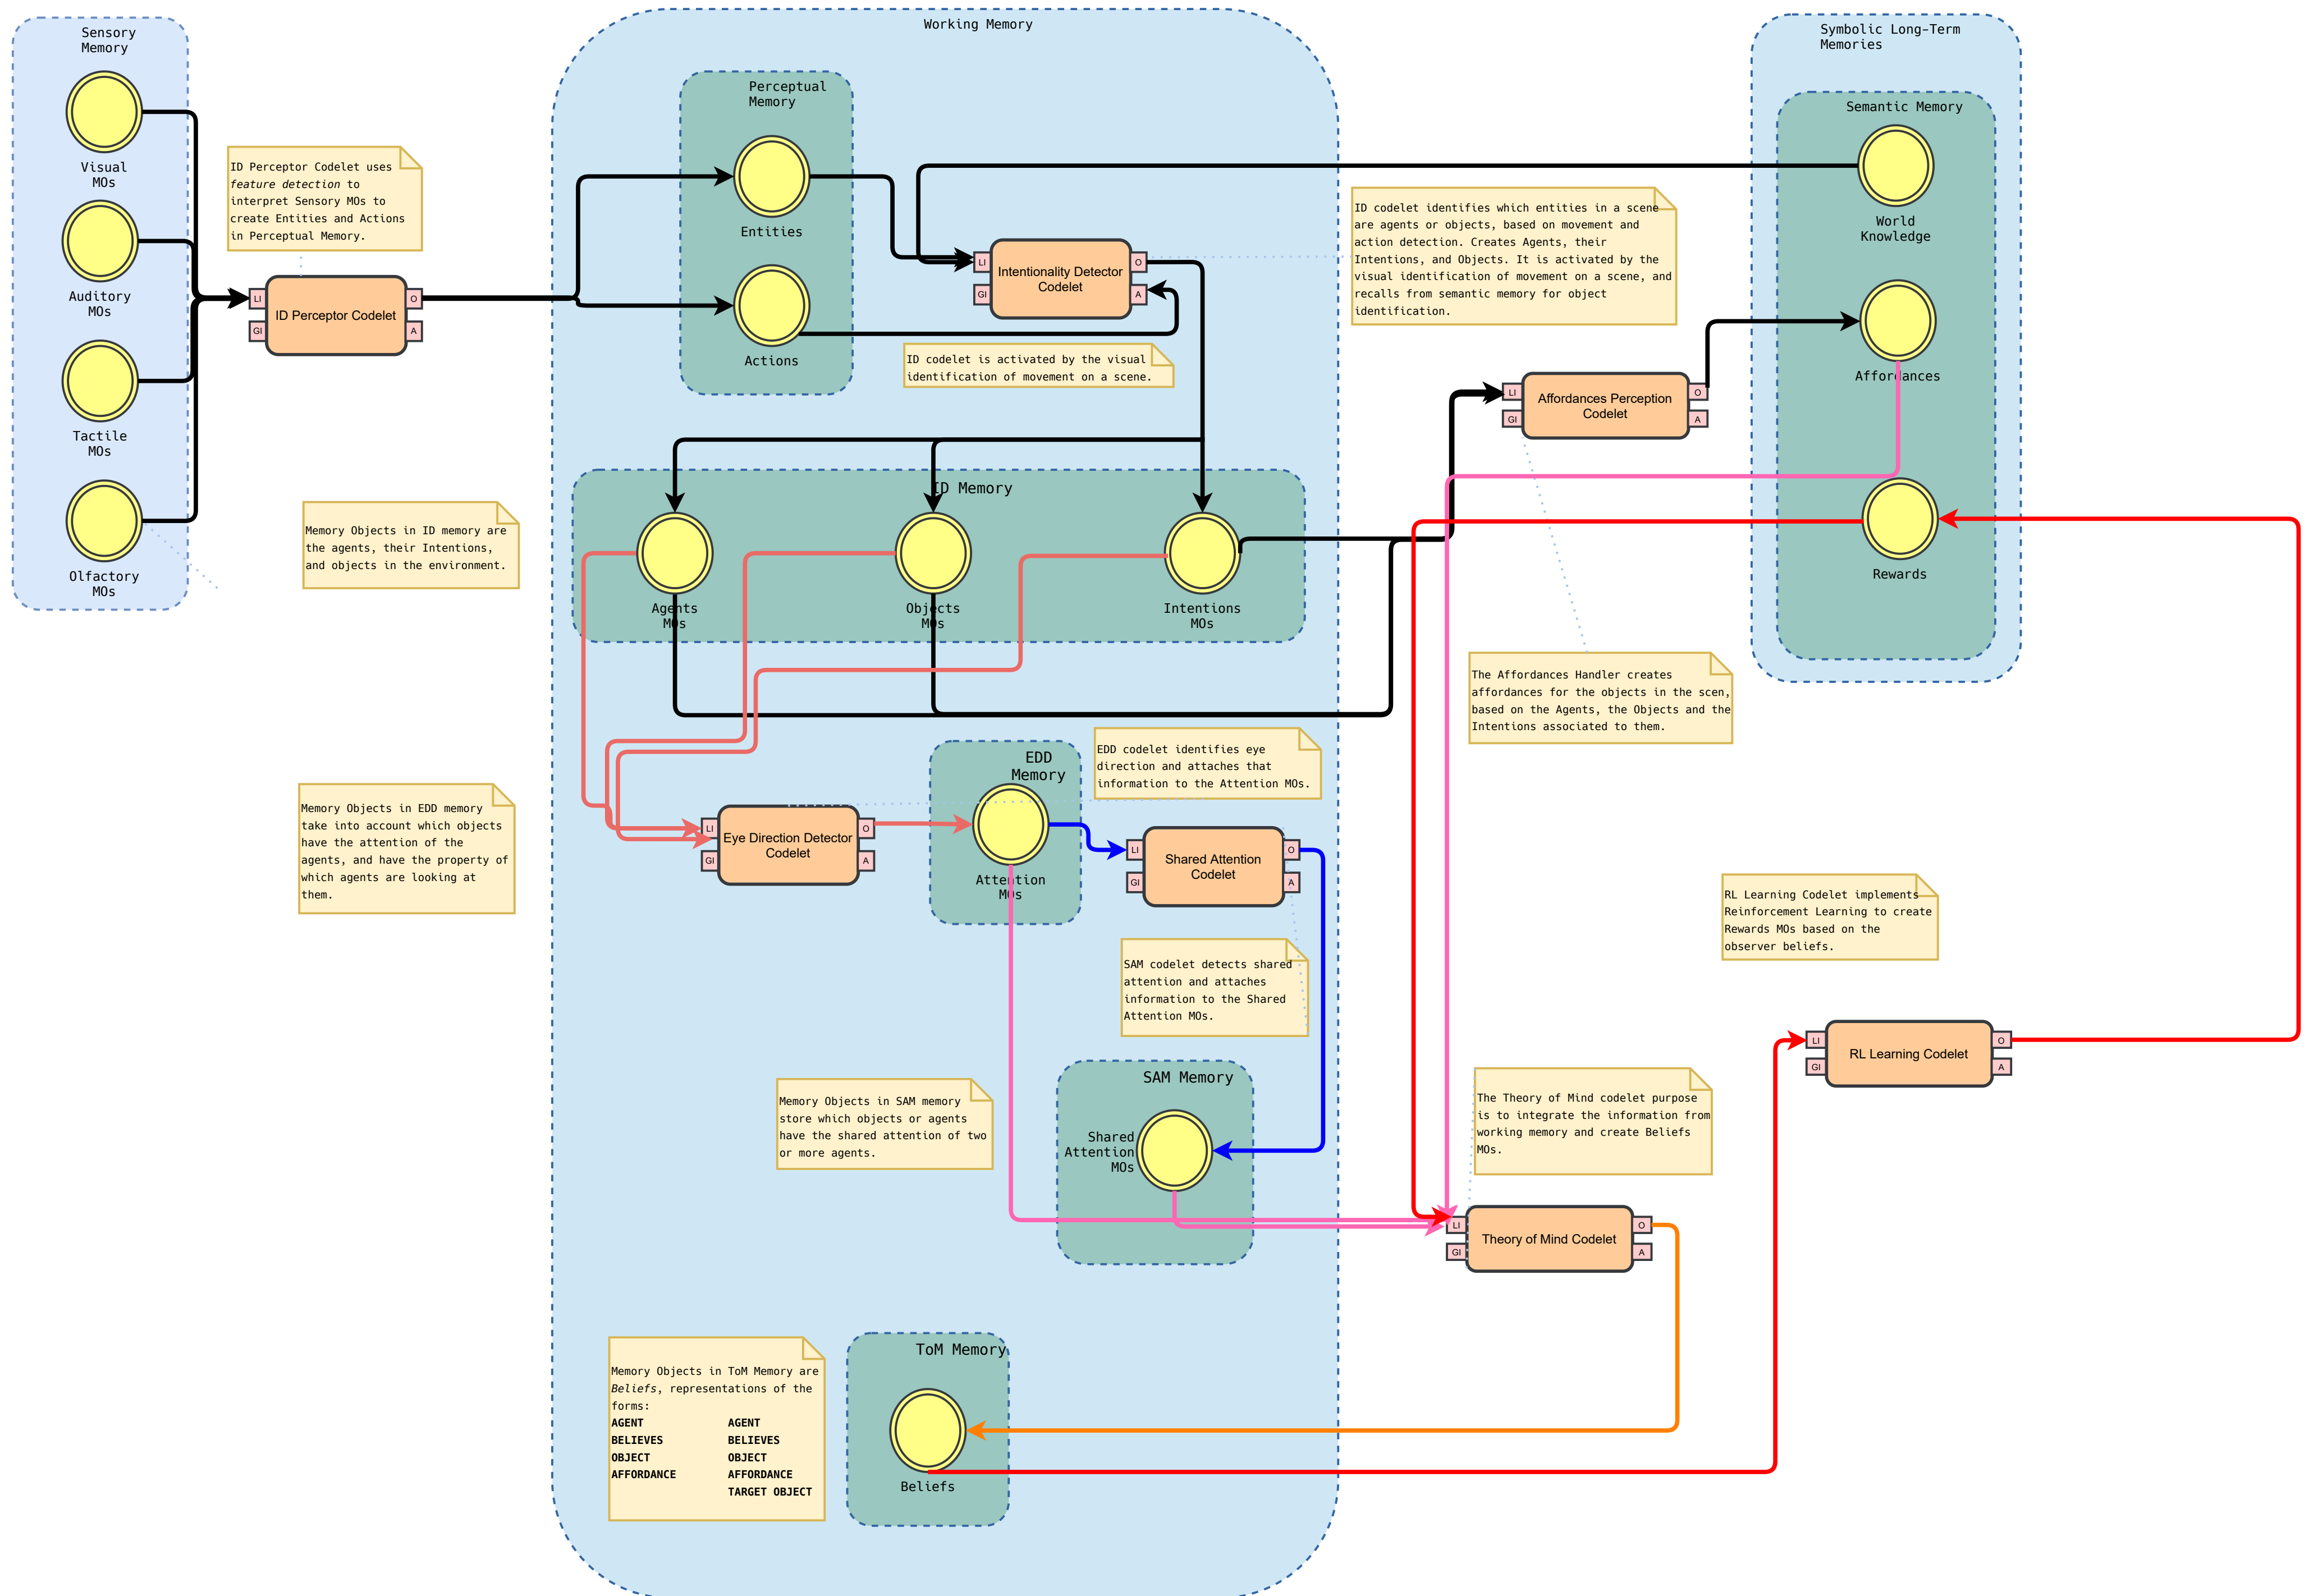 Sensory
Memory
Visual
MOs
Auditory
MOs
Tactile
MOs
Olfactory
MOs
ID Perceptor Codelet uses
feature detection to
interpret Sensory MOs to
create Entities and Actions
in Perceptual Memory.
LI
GI
ID Perceptor Codelet
O
A
Memory Objects in ID memory are
the agents, their Intentions,
and objects in the environment.
Memory Objects in EDD memory
take into account which objects
have the attention of the
agents, and have the property of
which agents are looking at
them.
Working Memory
Perceptual
Memory
Entities
Actions
LI
GI
Intentionality Detector
Codelet
O
A
ID codelet is activated by the visual
identification of movement on a scene.
ID codelet identifies which entities in a scene
are agents or objects, based on movement and
action detection. Creates Agents, their
Intentions, and Objects. It is activated by the
visual identification of movement, and
recalls from semantic memory for object
identification.
ID Memory
Agents
MOs
Objects
MOs
Intentions
MOs
EDD
Memory
Attention
MOs
EDD codelet identifies eye
direction and attaches that
information to the Attention MOs.
LI
GI
Eye Direction Detector
Codelet
O
A
LI
GI
Shared Attention
Codelet
O
A
SAM codelet detects shared
attention and attaches
information to the Shared
Attention MOs.
SAM Memory
Shared
Attention
MOs
Memory Objects in SAM memory
store which objects or agents
have the shared attention of two
or more agents.
Memory Objects in ToM Memory are
Beliefs, representations of the
forms:
AGENT AGENT
BELIEVES BELIEVES
OBJECT OBJECT
AFFORDANCE AFFORDANCE
TARGET OBJECT
ToM Memory
Beliefs
Symbolic Long-Term
Memories
Semantic Memory
World
Knowledge
Affordances
Rewards
LI
GI
Affordances Perception
Codelet
O
A
The Affordances Handler creates
affordances for the objects in the scen,
based on the Agents, the Objects and the
Intentions associated to them.
RL Learning Codelet implements
Reinforcement Learning to create
Rewards MOs based on the
observer beliefs.
LI
GI
RL Learning Codelet
O
A
The Theory of Mind codelet purpose
is to integrate the information from
working memory and create Beliefs
MOs.
LI
GI
Theory of Mind Codelet
O
A